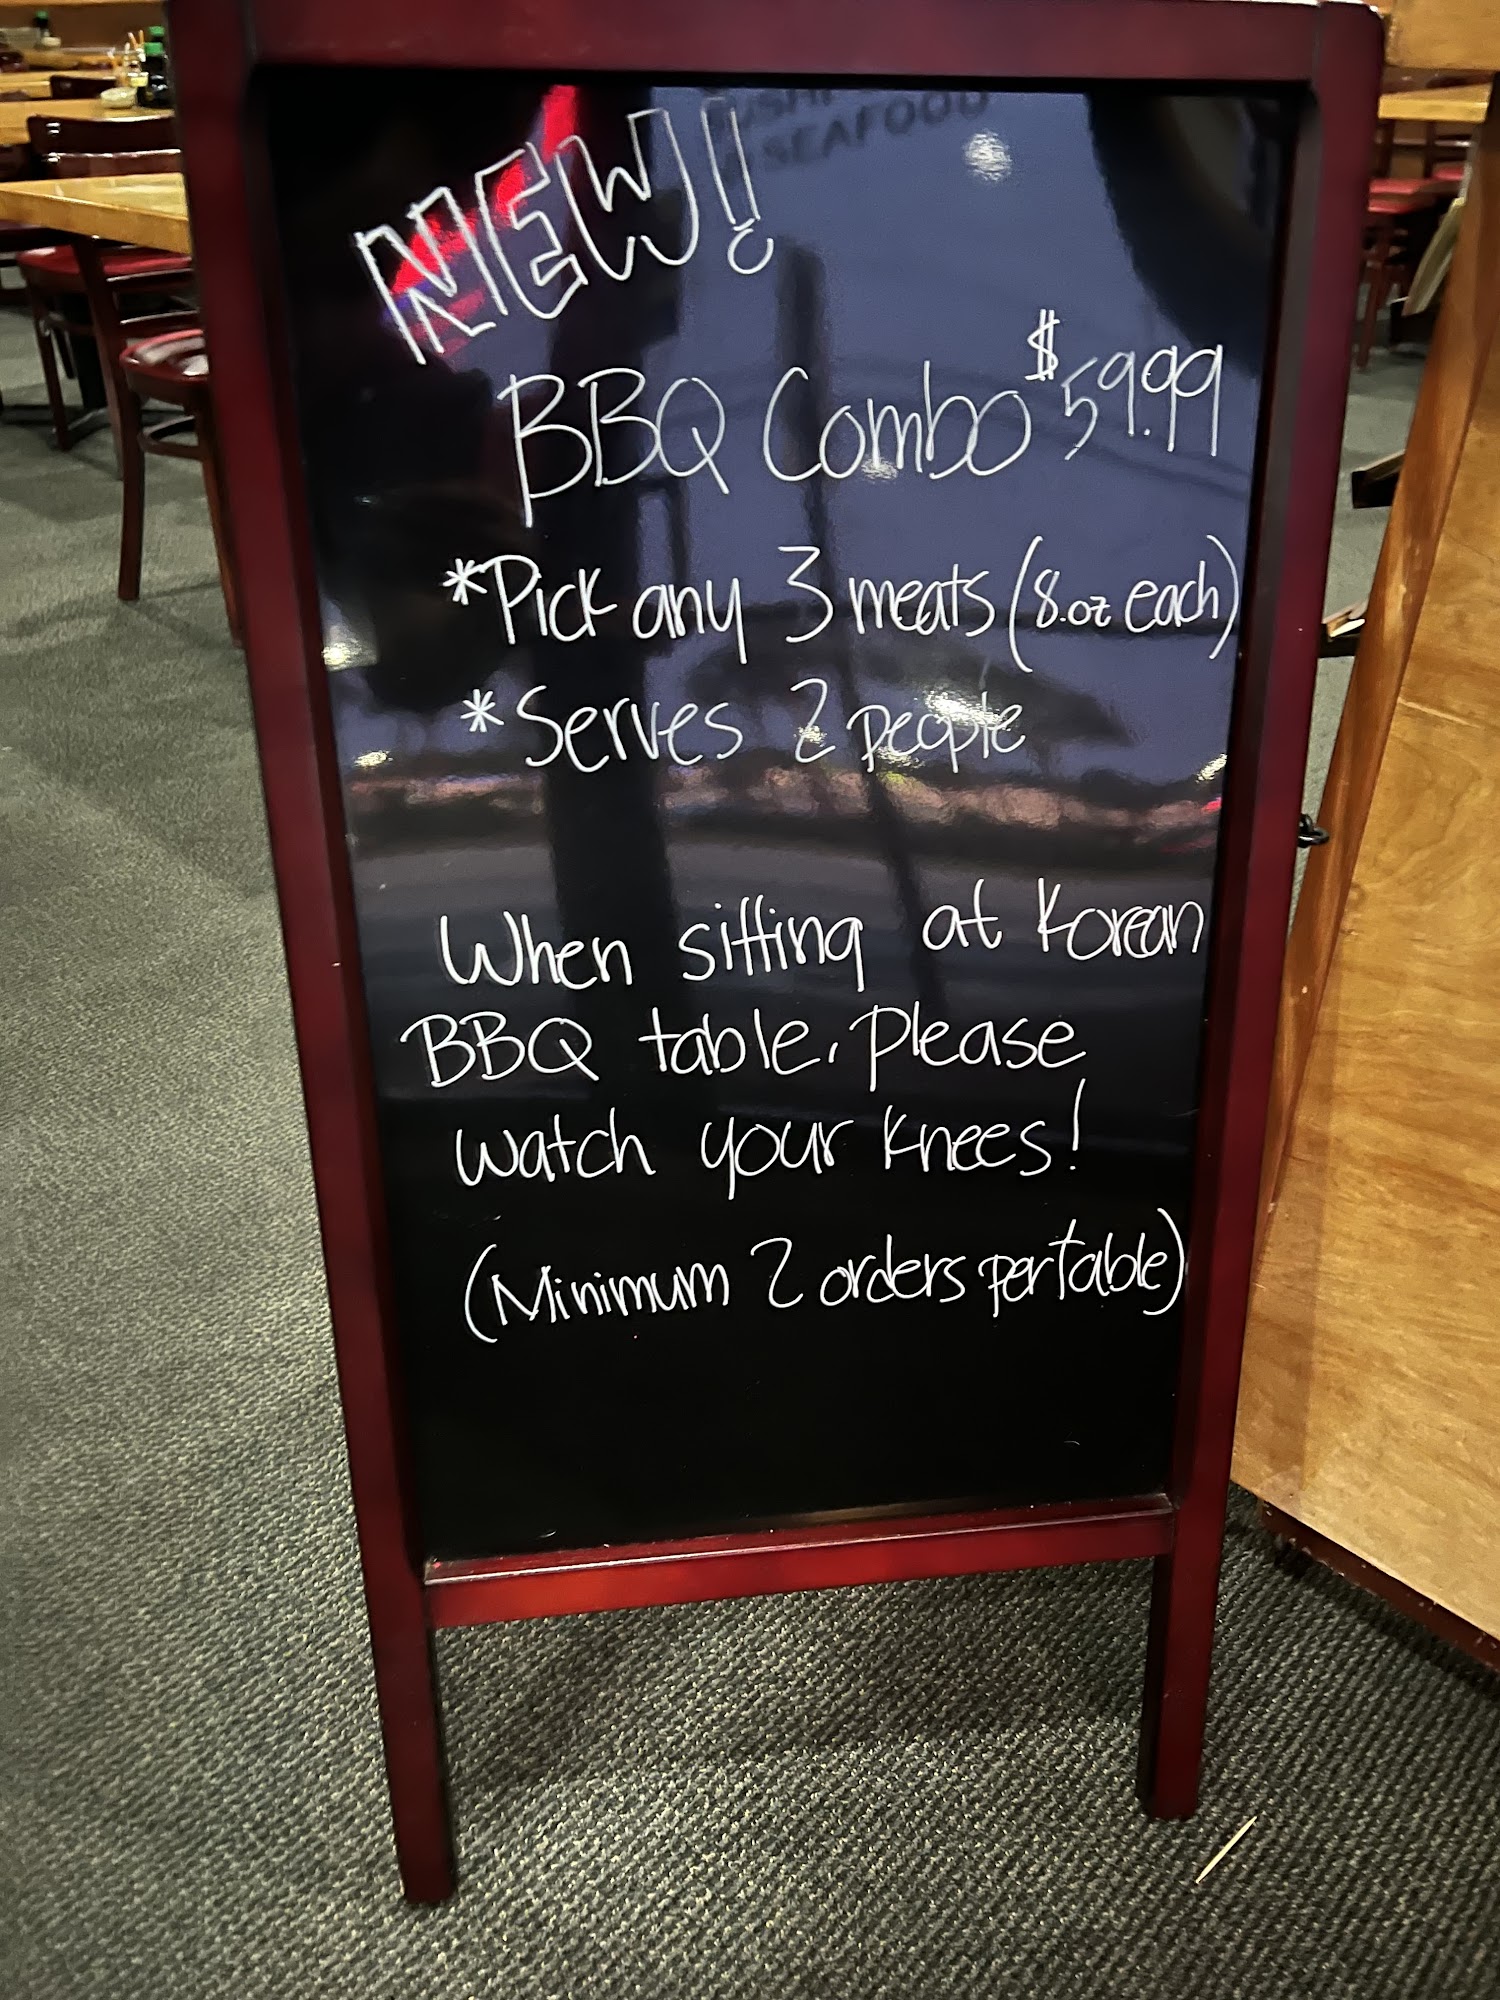 NEW!
SEAFOOD
BBQ Combo $59.99
*Pick any 3 meats (8.oz each)
*Serves 2 people
When sitting at Korean
BBQ table, please
watch your knees!
(Minimum 2 orders per table)